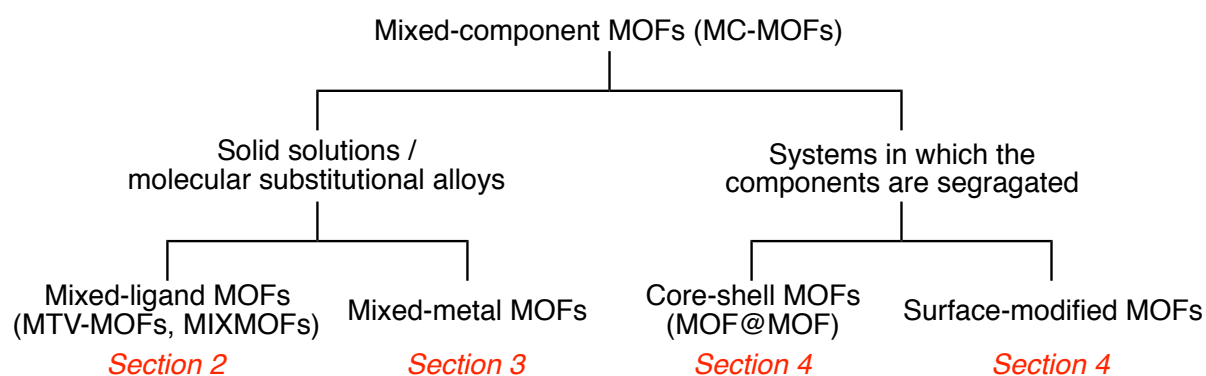 Mixed-component MOFs (MC-MOFs)
Solid solutions /
molecular substitutional alloys
Systems in which the
components are segragated
Mixed-ligand MOFs
(MTV-MOFs, MIXMOFs)
Section 2
Mixed-metal MOFs
Section 3
Core-shell MOFs
(MOF@MOF)
Section 4
Surface-modified MOFs
Section 4